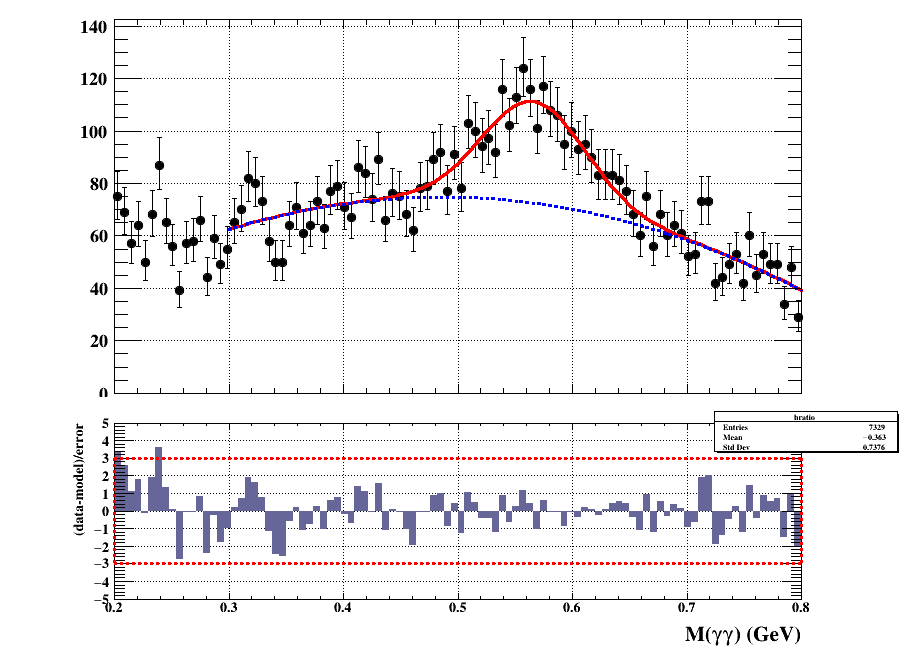 140
120
100
80
60
40
20
0
hratio
Entries 7329
Mean −0.363
Std Dev 0.7376
(data-model)/error
5
4
3
2
1
0
−1
−2
−3
−4
−5
0.2 0.3 0.4 0.5 0.6 0.7 0.8
M(γγ) (GeV)